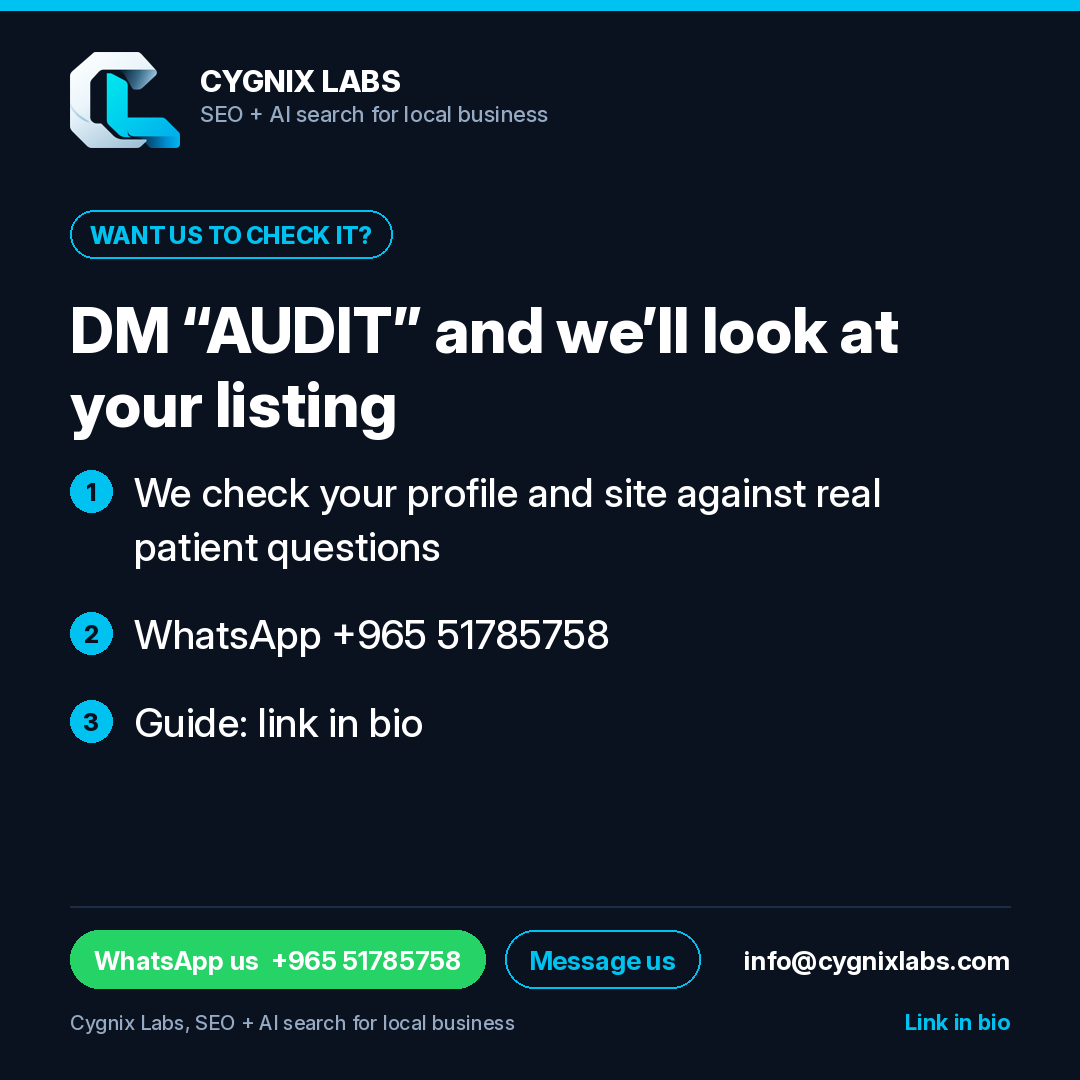 CYGNIX LABS
SEO + AI search for local business
WANT US TO CHECK IT?
DM “AUDIT” and we’ll look at
your listing
1 We check your profile and site against real
patient questions
2 WhatsApp +965 51785758
3 Guide: link in bio
WhatsApp us +965 51785758
Message us
info@cygnixlabs.com
Cygnix Labs, SEO + AI search for local business
Link in bio